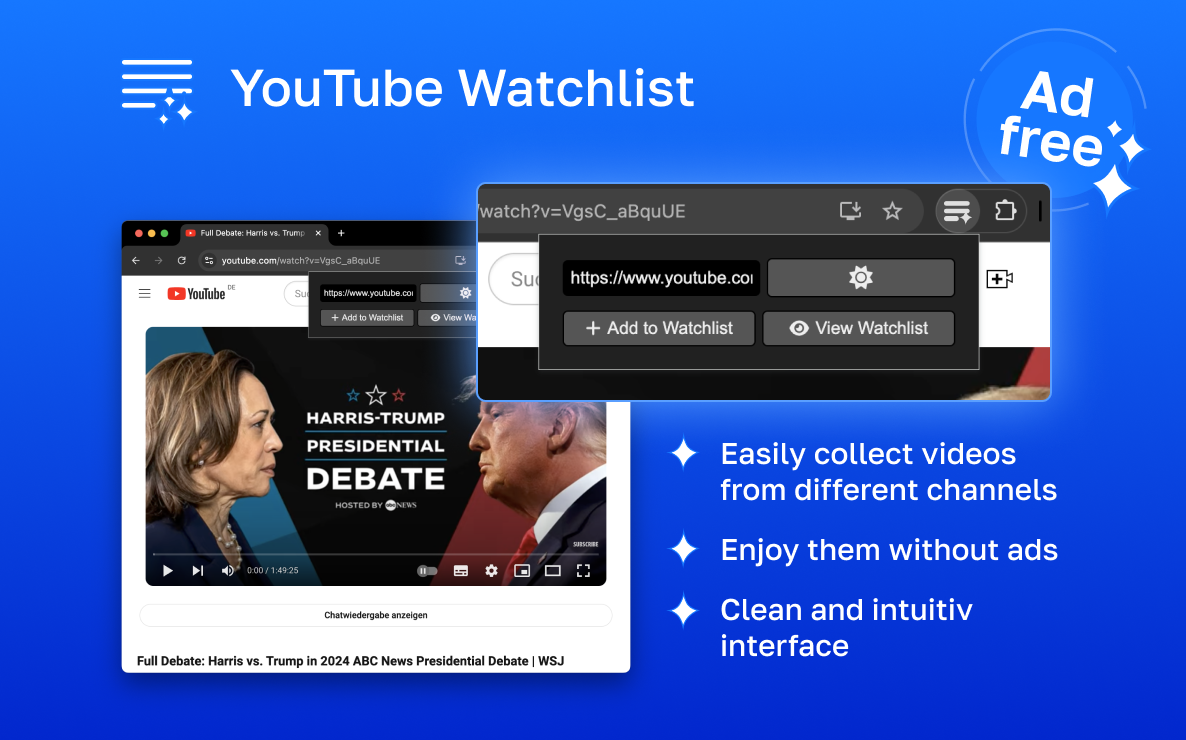 YouTube Watchlist
Ad
free
/watch?v=VgsC_aBquUE
https://www.youtube.co
+ Add to Watchlist
View Watchlist
Full Debate: Harris vs. Trump
youtube.com/watch?v=VgsC_aBquUE
YouTube DE
https://www.youtube.co
+ Add to Watchlist
View Wa
HARRIS-TRUMP
PRESIDENTIAL
DEBATE
HOSTED BY abc NEWS
SUBSCRIBE
0:00 / 1:49:25
Chatwiedergabe anzeigen
Full Debate: Harris vs. Trump in 2024 ABC News Presidential Debate | WSJ
Easily collect videos
from different channels
Enjoy them without ads
Clean and intuitiv
interface